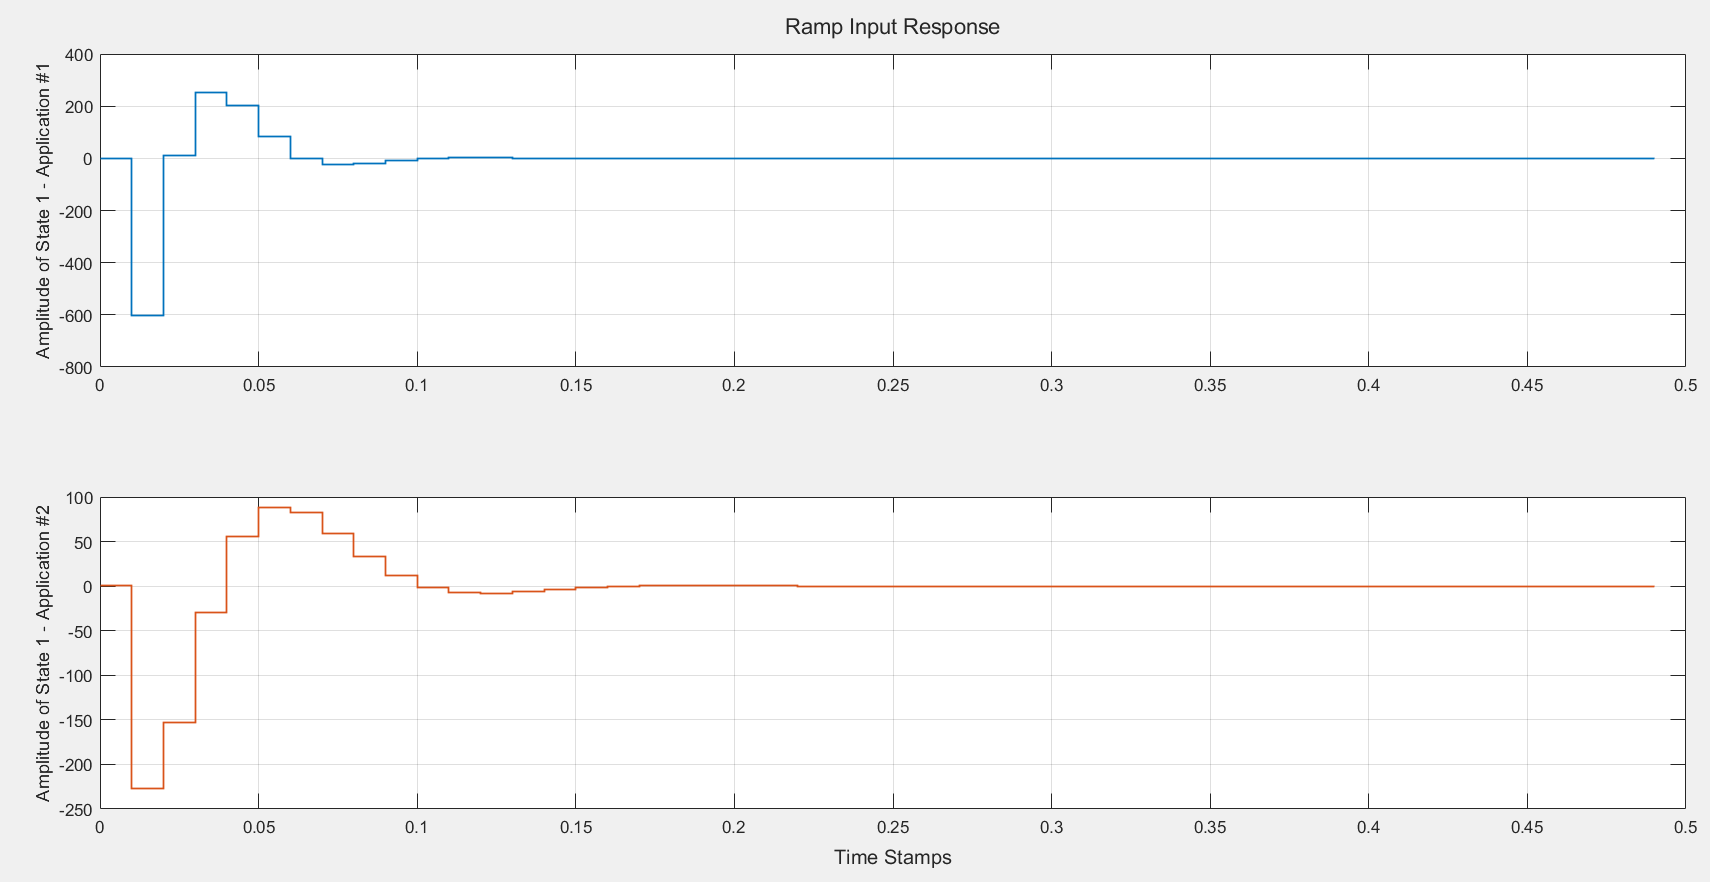 Ramp Input Response
Amplitude of State 1 - Application #1
400
200
0
-200
-400
-600
-800
0 0.05 0.1 0.15 0.2 0.25 0.3 0.35 0.4 0.45 0.5
Amplitude of State 1 - Application #2
100
50
0
-50
-100
-150
-200
-250
0 0.05 0.1 0.15 0.2 0.25 0.3 0.35 0.4 0.45 0.5
Time Stamps